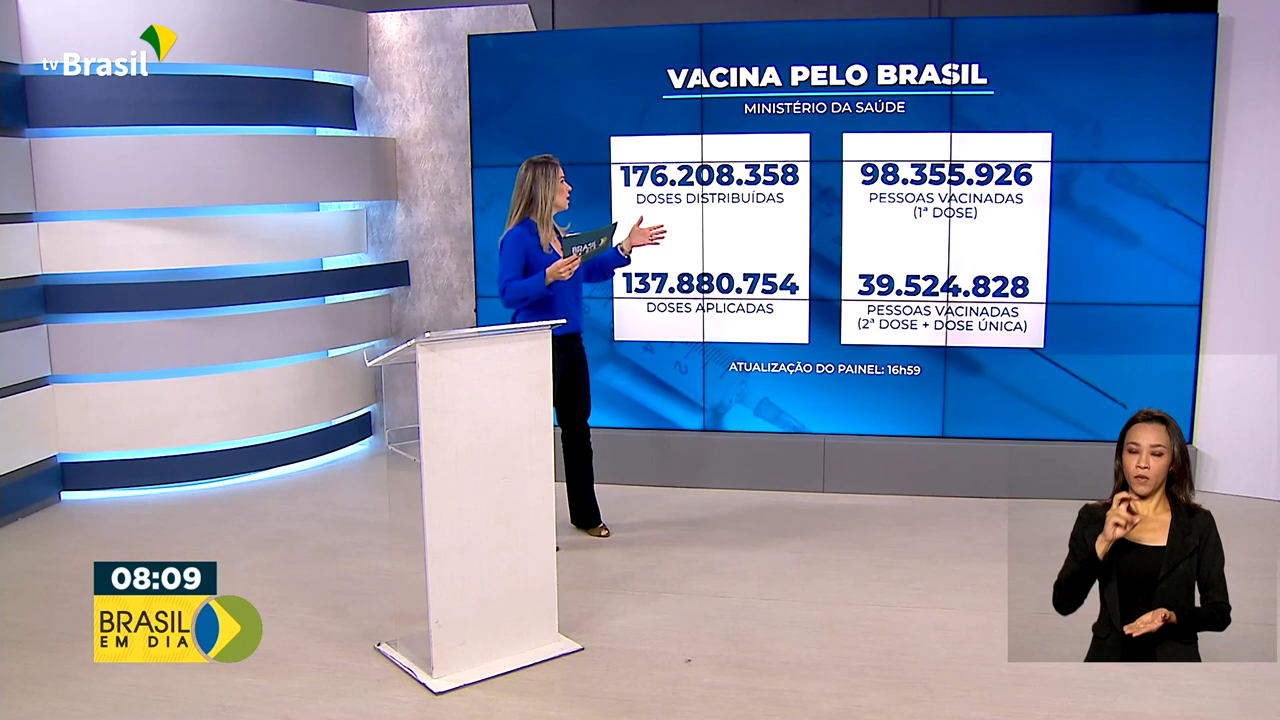 tv Brasil
VACINA PELO BRASIL
MINISTÉRIO DA SAÚDE
176.208.358
DOSES DISTRIBUÍDAS
98.355.926
PESSOAS VACINADAS
(1ª DOSE)
137.880.754
DOSES APLICADAS
39.524.828
PESSOAS VACINADAS
(2ª DOSE + DOSE ÚNICA)
ATUALIZAÇÃO DO PAINEL: 16h59
BRASIL
08:09
BRASIL
EM DIA